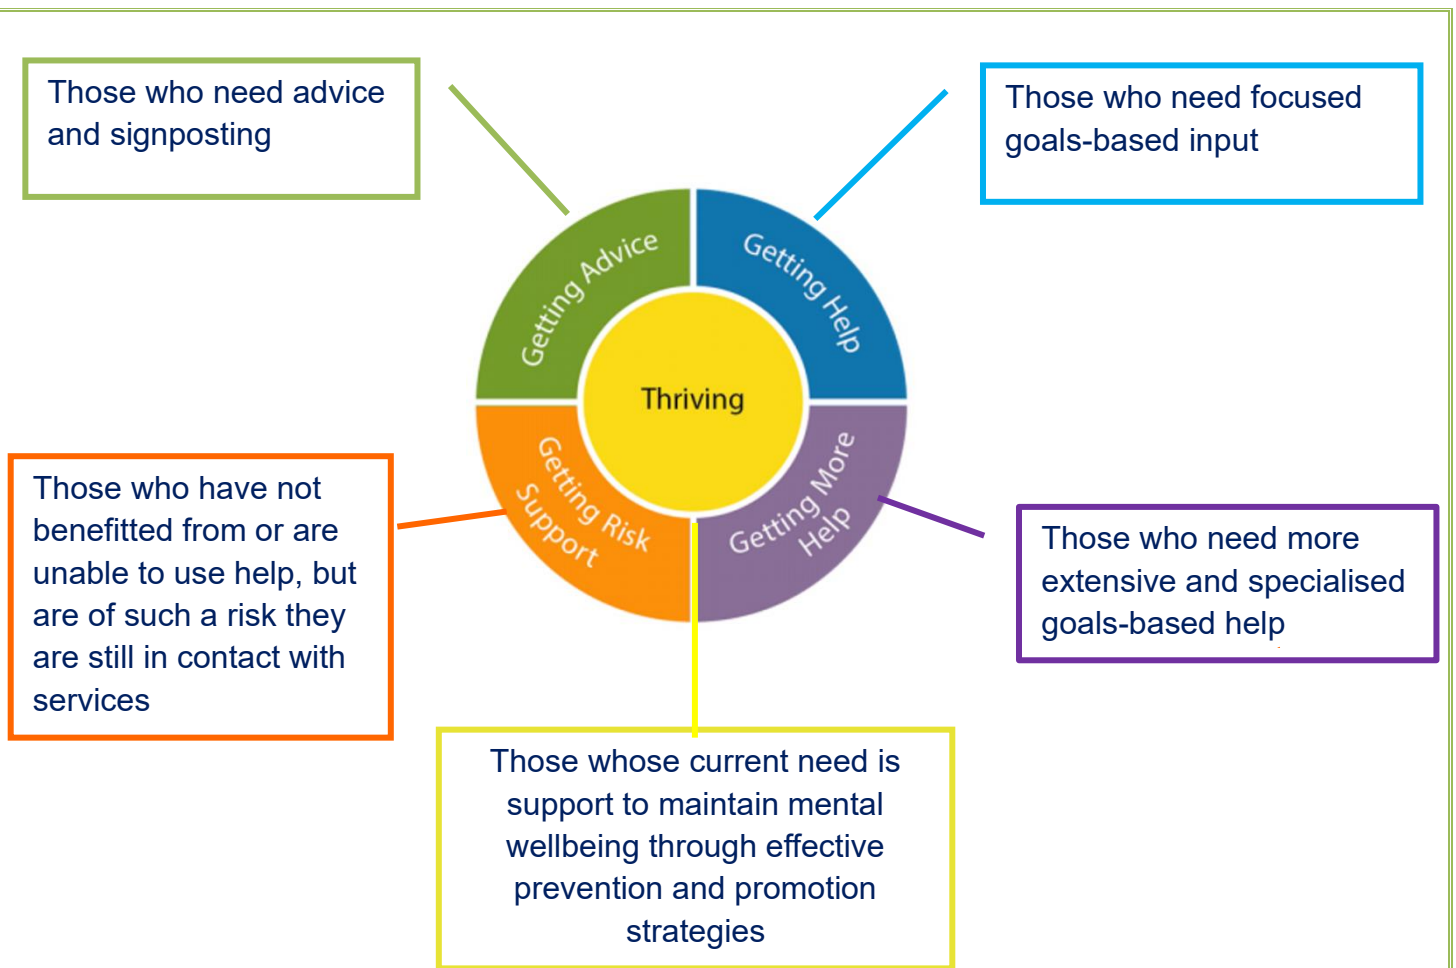 Those who need advice
and signposting
Those who need focused
goals-based input
Getting Advice
Getting Help
Thriving
Getting Risk
Support
Getting More
Help
Those who have not
benefitted from or are
unable to use help, but
are of such a risk they
are still in contact with
services
Those who need more
extensive and specialised
goals-based help
Those whose current need is
support to maintain mental
wellbeing through effective
prevention and promotion
strategies